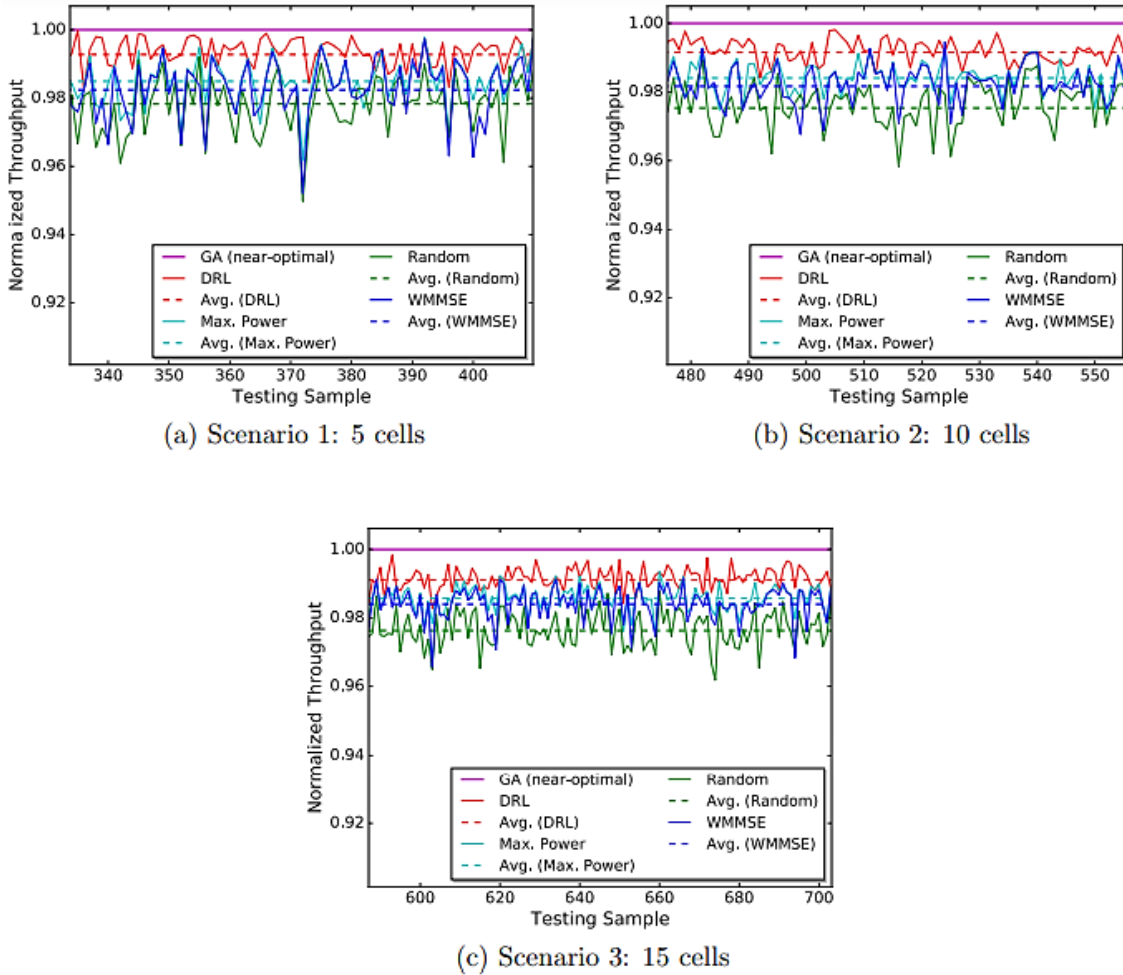 1.00
0.98
0.96
0.94
0.92
Norma ized Throughput
GA (near-optimal)
DRL
Avg. (DRL)
Max. Power
Avg. (Max. Power)
Random
Avg. (Random)
WMMSE
Avg. (WMMSE)
340 350 360 370 380 390 400
Testing Sample
(a) Scenario 1: 5 cells
1.00
0.98
0.96
0.94
0.92
Norma ized Throughput
GA (near-optimal)
DRL
Avg. (DRL)
Max. Power
Avg. (Max. Power)
Random
Avg. (Random)
WMMSE
Avg. (WMMSE)
480 490 500 510 520 530 540 550
Testing Sample
(b) Scenario 2: 10 cells
1.00
0.98
0.96
0.94
0.92
Normalized Throughput
GA (near-optimal)
DRL
Avg. (DRL)
Max. Power
Avg. (Max. Power)
Random
Avg. (Random)
WMMSE
Avg. (WMMSE)
600 620 640 660 680 700
Testing Sample
(c) Scenario 3: 15 cells